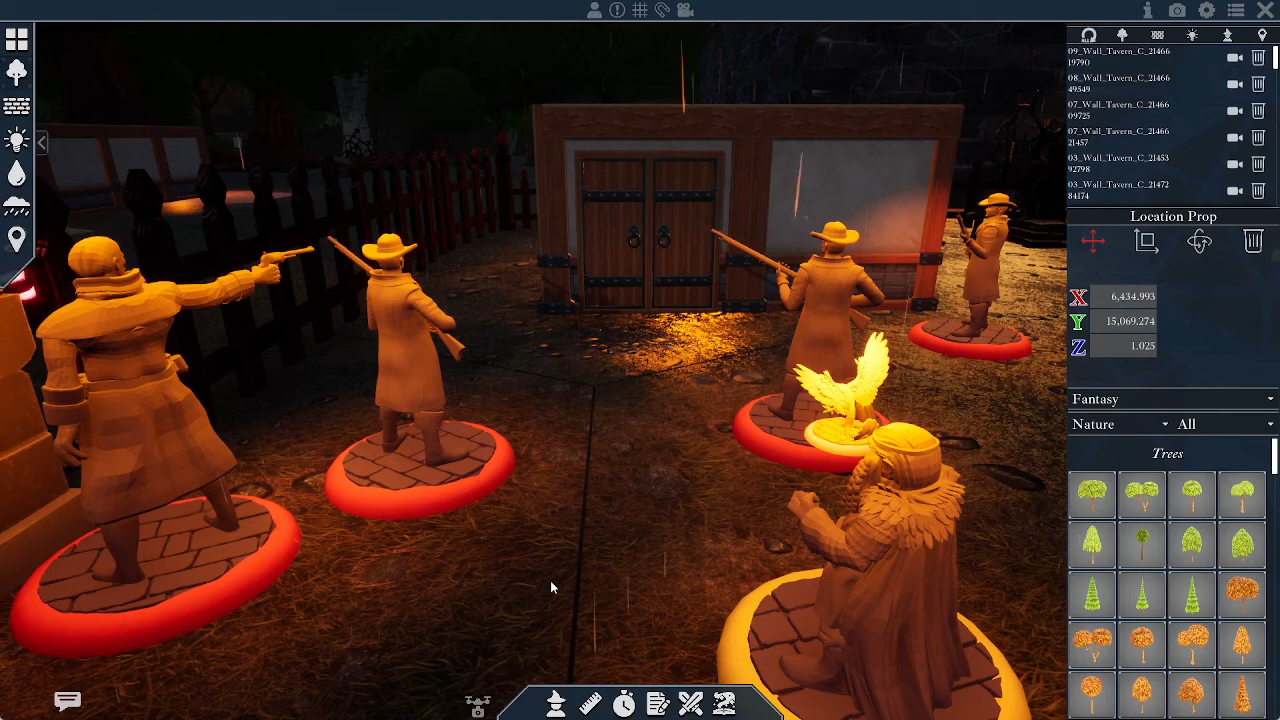 09_Wall_Tavern_C_21466
19790
08_Wall_Tavern_C_21466
49549
07_Wall_Tavern_C_21466
09725
07_Wall_Tavern_C_21466
21457
03_Wall_Tavern_C_21453
92798
03_Wall_Tavern_C_21472
84174
Location Prop
X 6,434.993
Y 15,069.274
Z 1.025
Fantasy
Nature All
Trees